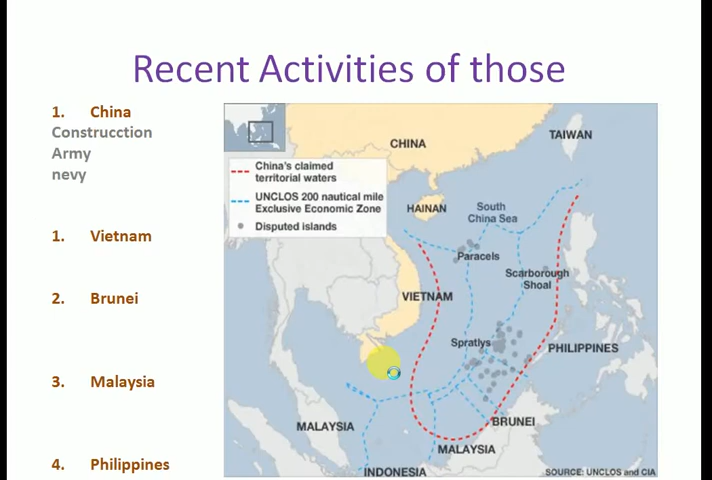 Recent Activities of those
1. China
Construcction
Army
nevy
1. Vietnam
2. Brunei
3. Malaysia
4. Philippines
CHINA
TAIWAN
China's claimed
territorial waters
UNCLOS 200 nautical mile
Exclusive Economic Zone
Disputed islands
HAINAN
South
China Sea
Paracels
Scarborough
Shoal
VIETNAM
Spratlys
PHILIPPINES
BRUNEI
MALAYSIA
MALAYSIA
INDONESIA
SOURCE: UNCLOS and CIA